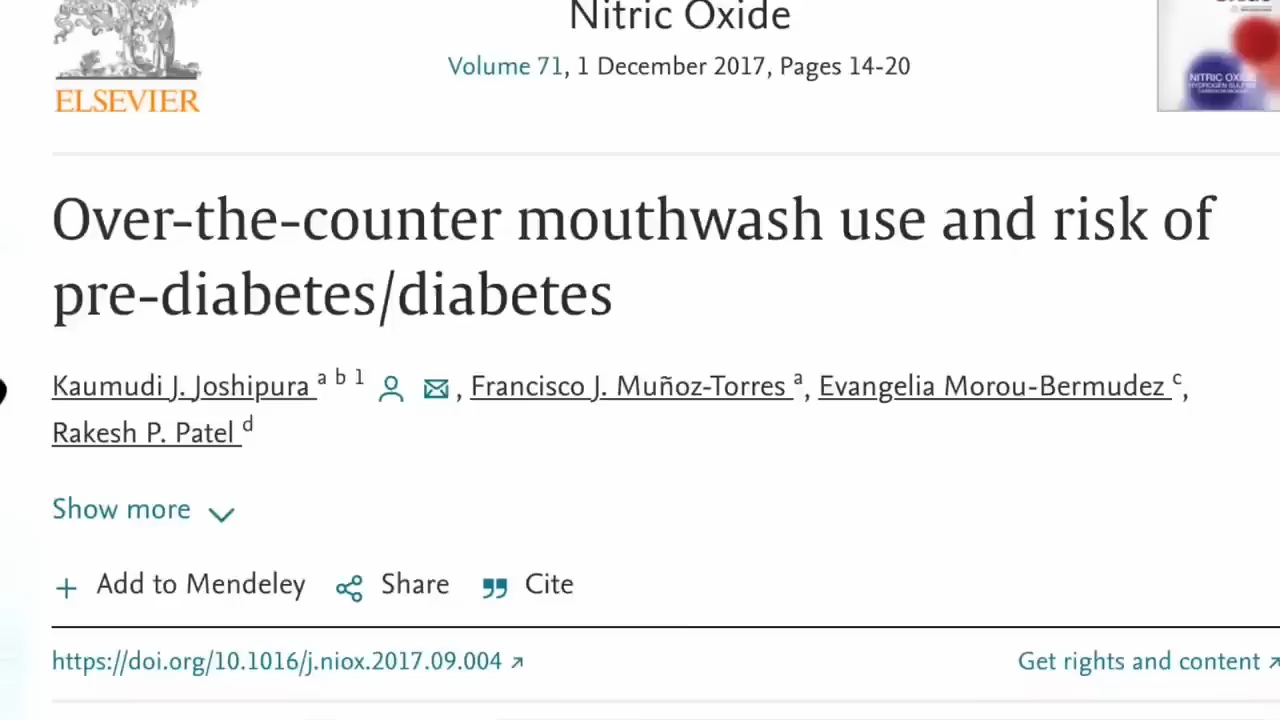 Nitric Oxide
Volume 71, 1 December 2017, Pages 14-20
ELSEVIER
NITRIC OXIDE
Over-the-counter mouthwash use and risk of
pre-diabetes/diabetes
Kaumudi J. Joshipura a b 1 , Francisco J. Muñoz-Torres a, Evangelia Morou-Bermudez c,
Rakesh P. Patel d
Show more
+ Add to Mendeley Share Cite
https://doi.org/10.1016/j.niox.2017.09.004 ↗
Get rights and content ↗